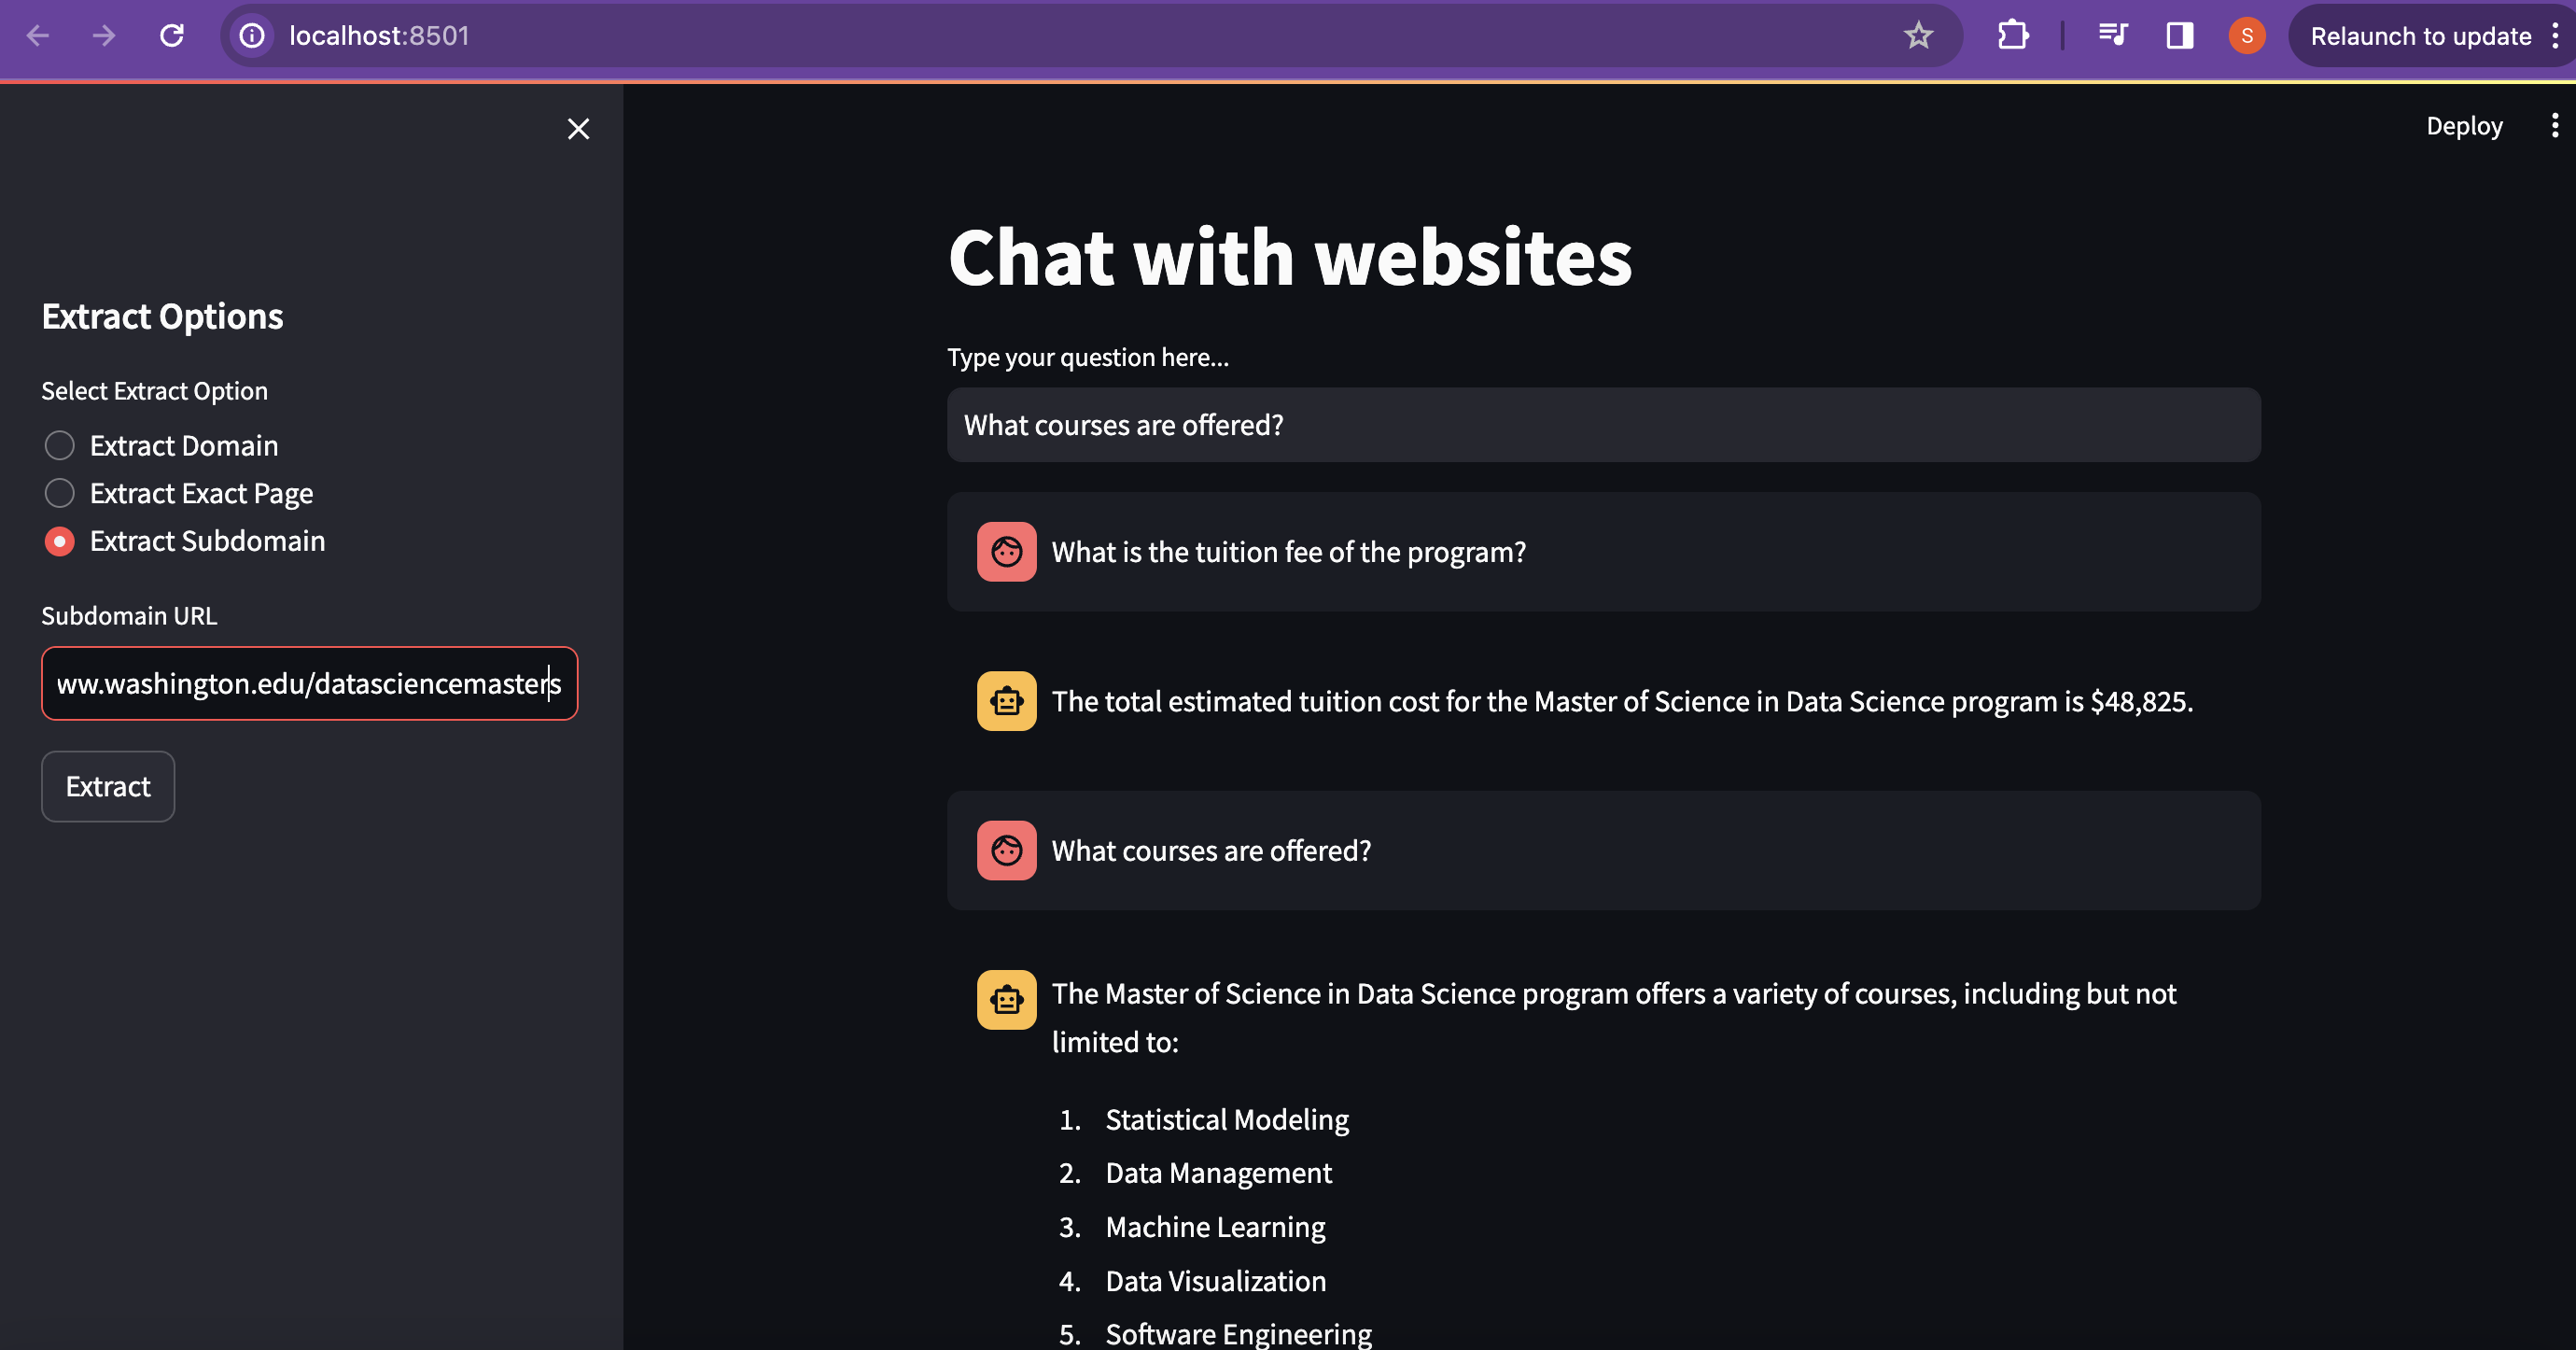 localhost:8501
S
Relaunch to update
Deploy
Extract Options
Select Extract Option
Extract Domain
Extract Exact Page
Extract Subdomain
Subdomain URL
ww.washington.edu/datasciencemasters
Extract
Chat with websites
Type your question here...
What courses are offered?
What is the tuition fee of the program?
The total estimated tuition cost for the Master of Science in Data Science program is $48,825.
What courses are offered?
The Master of Science in Data Science program offers a variety of courses, including but not
limited to:
1. Statistical Modeling
2. Data Management
3. Machine Learning
4. Data Visualization
5. Software Engineering